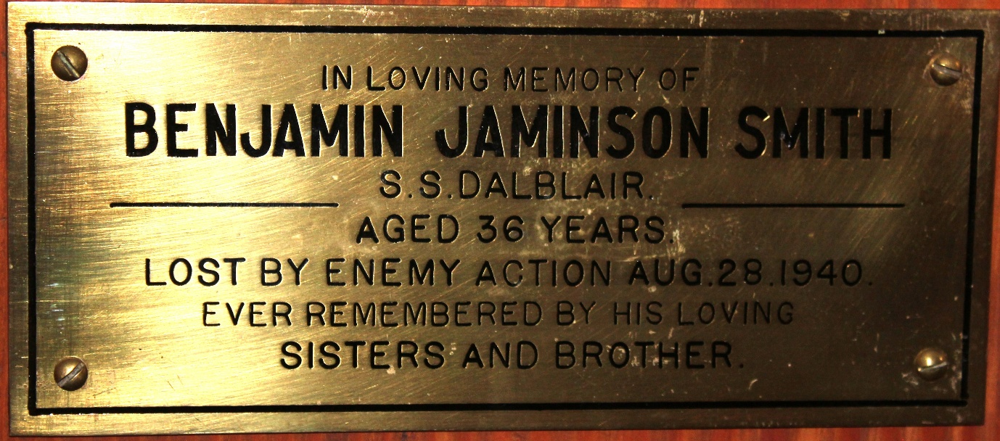 IN LOVING MEMORY OF
BENJAMIN JAMINSON SMITH
S.S.DALBLAIR.
AGED 36 YEARS.
LOST BY ENEMY ACTION AUG.28.1940.
EVER REMEMBERED BY HIS LOVING
SISTERS AND BROTHER.